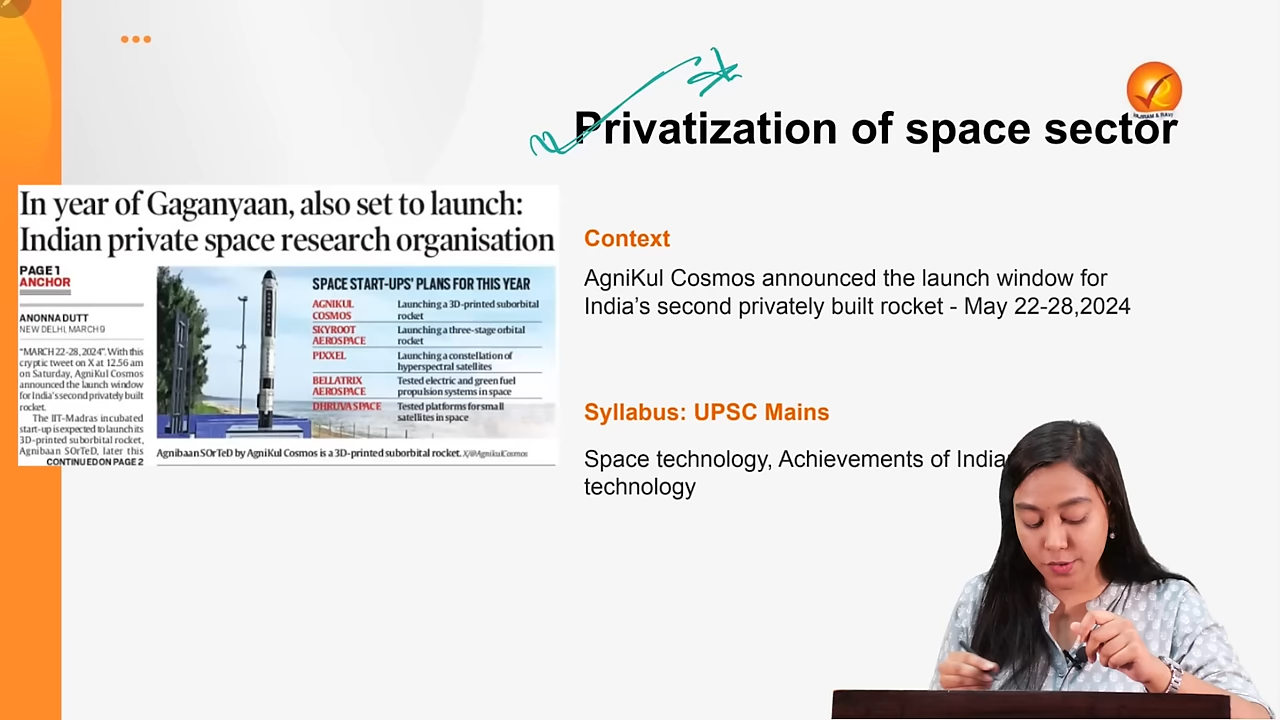 Privatization of space sector
VAJIRAM & RAVI
In year of Gaganyaan, also set to launch:
Indian private space research organisation
PAGE 1
ANCHOR
ANONNA DUTT
NEW DELHI, MARCH 9
"MARCH 22-28, 2024". With this
cryptic tweet on X at 12.56 am
on Saturday, AgniKul Cosmos
announced the launch window
for India's second privately built
rocket.
The IIT-Madras incubated
start-up is expected to launch its
3D-printed suborbital rocket,
Agnibaan SOrTeD, later this
CONTINUED ON PAGE 2
SPACE START-UPS' PLANS FOR THIS YEAR
AGNIKUL COSMOS Launching a 3D-printed suborbital
rocket
SKYROOT AEROSPACE Launching a three-stage orbital
rocket
PIXXEL Launching a constellation of
hyperspectral satellites
BELLATRIX AEROSPACE Tested electric and green fuel
propulsion systems in space
DHRUVA SPACE Tested platforms for small
satellites in space
Agnibaan SOrTeD by AgniKul Cosmos is a 3D-printed suborbital rocket. X/@AgnikulCosmos
Context
AgniKul Cosmos announced the launch window for
India’s second privately built rocket - May 22-28,2024
Syllabus: UPSC Mains
Space technology, Achievements of India
technology